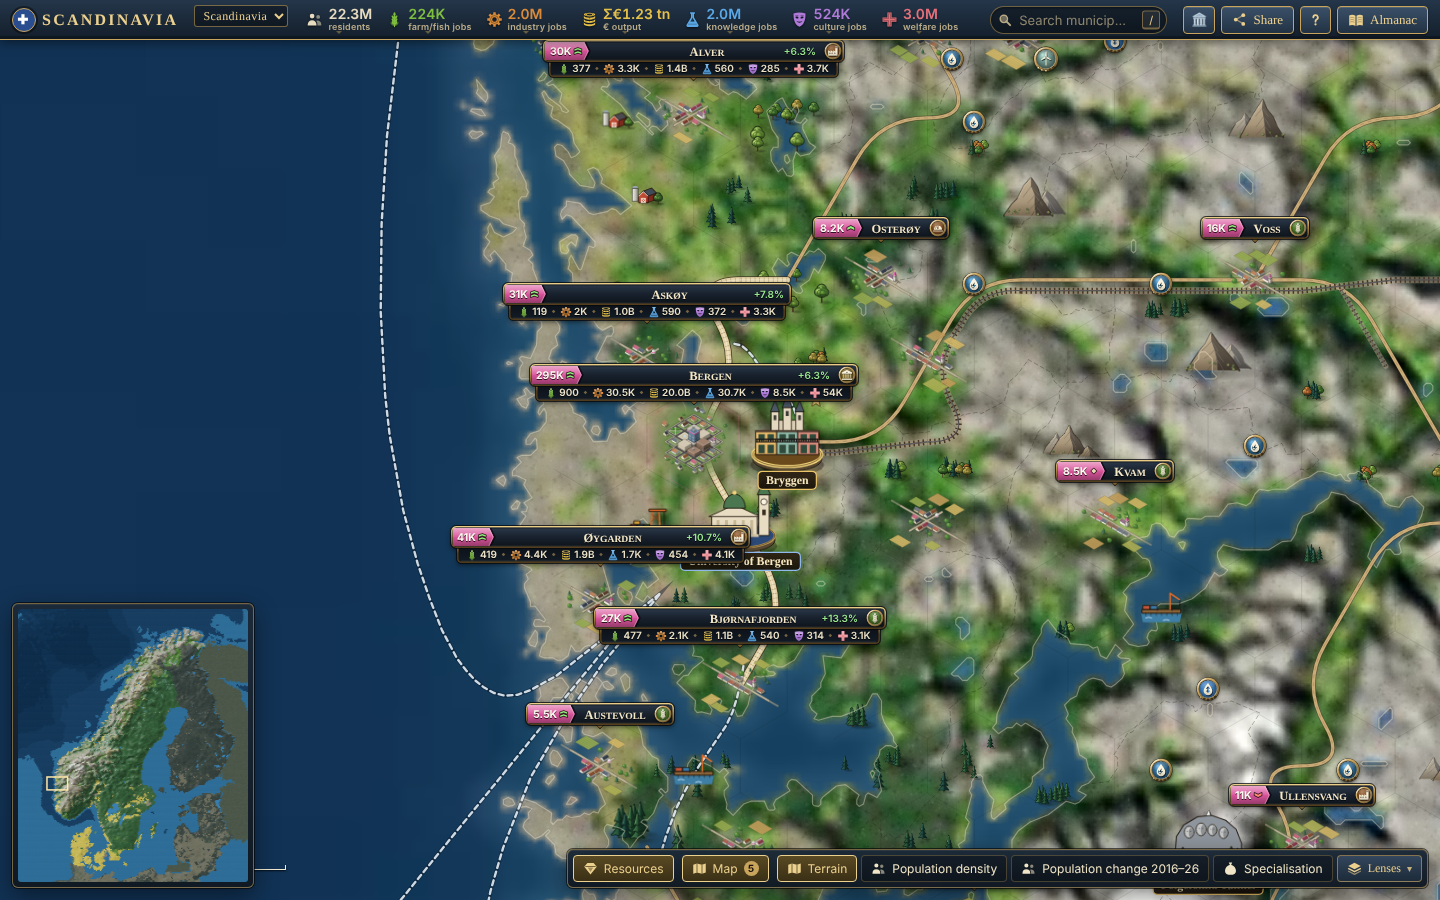 SCANDINAVIA
Scandinavia
22.3M
residents
224K
farm/fish jobs
2.0M
industry jobs
Σ€1.23 tn
€ output
2.0M
knowledge jobs
524K
culture jobs
3.0M
welfare jobs
Search municip...
/
Share
?
Almanac
30K
ALVER
+6.3%
377 • 3.3K • 1.4B • 560 • 285 • 3.7K
8.2K
OSTERØY
16K
VOSS
31K
ASKØY
+7.8%
119 • 2K • 1.0B • 590 • 372 • 3.3K
295K
BERGEN
+6.3%
900 • 30.5K • 20.0B • 30.7K • 8.5K • 54K
Bryggen
8.5K
KVAM
41K
ØYGARDEN
+10.7%
419 • 4.4K • 1.9B • 1.7K • 454 • 4.1K
of Bergen
27K
BJØRNAFJORDEN
+13.3%
477 • 2.1K • 1.1B • 540 • 314 • 3.1K
5.5K
AUSTEVOLL
11K
ULLENSVANG
Resources
Map
5
Terrain
Population density
Population change 2016–26
Specialisation
Lenses